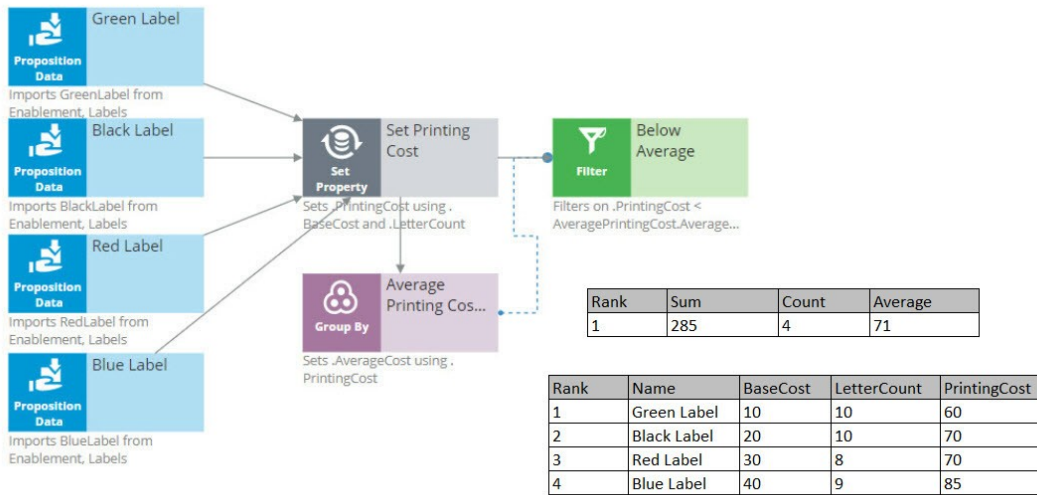 Green Label
Proposition
Data
Imports GreenLabel from
Enablement, Labels
Black Label
Proposition
Data
Imports BlackLabel from
Enablement, Labels
Red Label
Proposition
Data
Imports RedLabel from
Enablement, Labels
Blue Label
Proposition
Data
Imports BlueLabel from
Enablement, Labels
Set Printing
Cost
Set
Property
Sets .PrintingCost using .
BaseCost and .LetterCount
Average
Printing Cos...
Group By
Sets .AverageCost using .
PrintingCost
Below
Average
Filter
Filters on .PrintingCost <
AveragePrintingCost.Average...
Rank Sum Count Average
1 285 4 71
Rank Name BaseCost LetterCount PrintingCost
1 Green Label 10 10 60
2 Black Label 20 10 70
3 Red Label 30 8 70
4 Blue Label 40 9 85